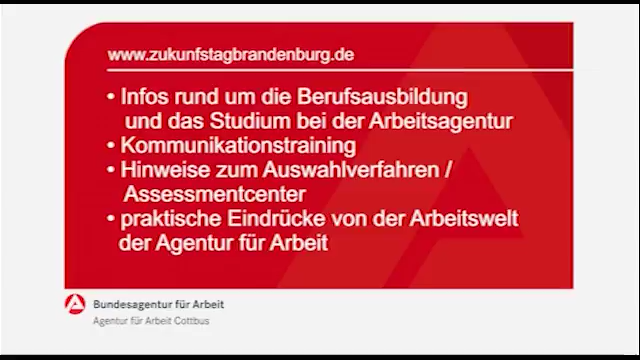 www.zukunfstagbrandenburg.de
• Infos rund um die Berufsausbildung
und das Studium bei der Arbeitsagentur
• Kommunikationstraining
• Hinweise zum Auswahlverfahren /
Assessmentcenter
• praktische Eindrücke von der Arbeitswelt
der Agentur für Arbeit
Bundesagentur für Arbeit
Agentur für Arbeit Cottbus